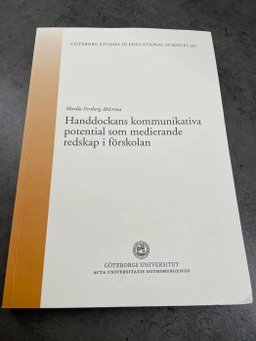 GÖTEBORG STUDIES IN EDUCATIONAL SCIENCES
Mirella Forsberg Ahlcrona
Handdockans kommunikativa
potential som medierande
redskap i förskolan
GÖTEBORGS UNIVERSITET
ACTA UNIVERSITATIS GOTHOBURGENSIS